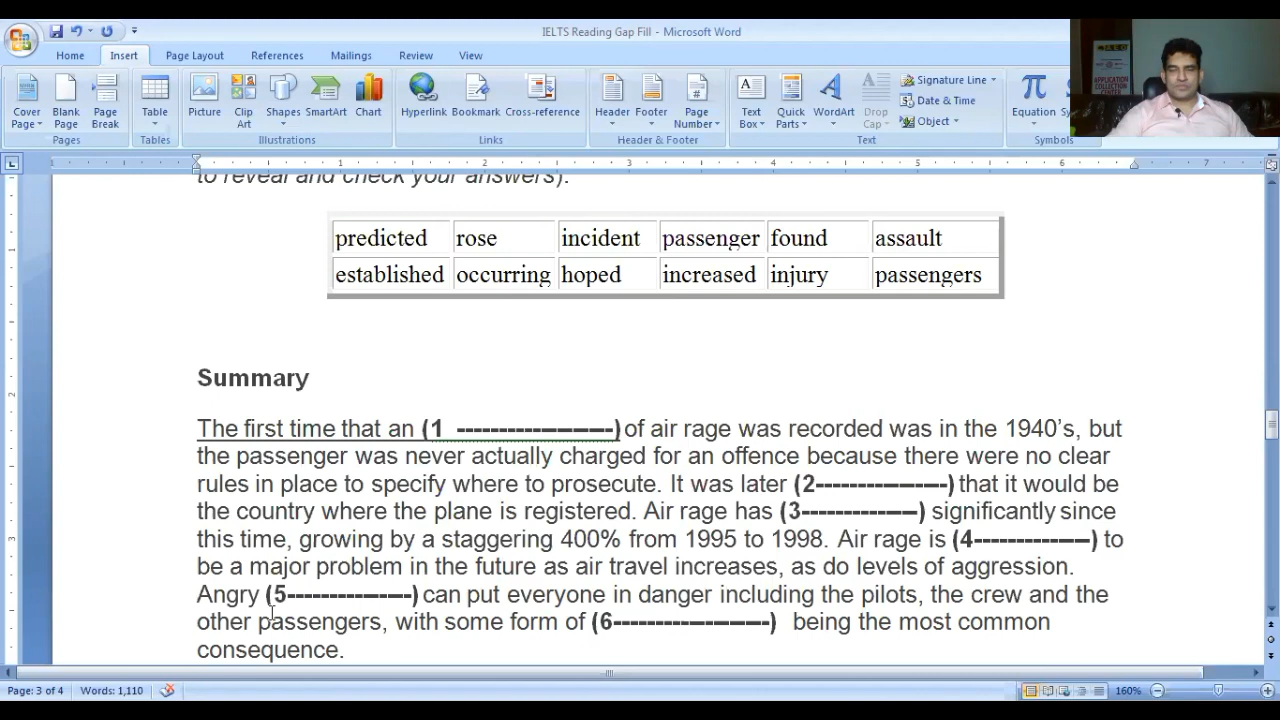 IELTS Reading Gap Fill - Microsoft Word
Home Insert Page Layout References Mailings Review View
Cover Page Blank Page Page Break Table Picture Clip Art Shapes SmartArt Chart Hyperlink Bookmark Cross-reference Header Footer Page Number Text Box Quick Parts WordArt Drop Cap Signature Line Date & Time Object Equation
Pages Tables Illustrations Links Header & Footer Text Symbols
1 2 3 4 5 6 7
to reveal and check your answers).
predicted rose incident passenger found assault
established occurring hoped increased injury passengers
Summary
The first time that an (1 -----------------------) of air rage was recorded was in the 1940's, but
the passenger was never actually charged for an offence because there were no clear
rules in place to specify where to prosecute. It was later (2-------------------) that it would be
the country where the plane is registered. Air rage has (3-----------------) significantly since
this time, growing by a staggering 400% from 1995 to 1998. Air rage is (4-----------------) to
be a major problem in the future as air travel increases, as do levels of aggression.
Angry (5------------------) can put everyone in danger including the pilots, the crew and the
other passengers, with some form of (6----------------------) being the most common
consequence.
Page: 3 of 4 Words: 1,110 160%